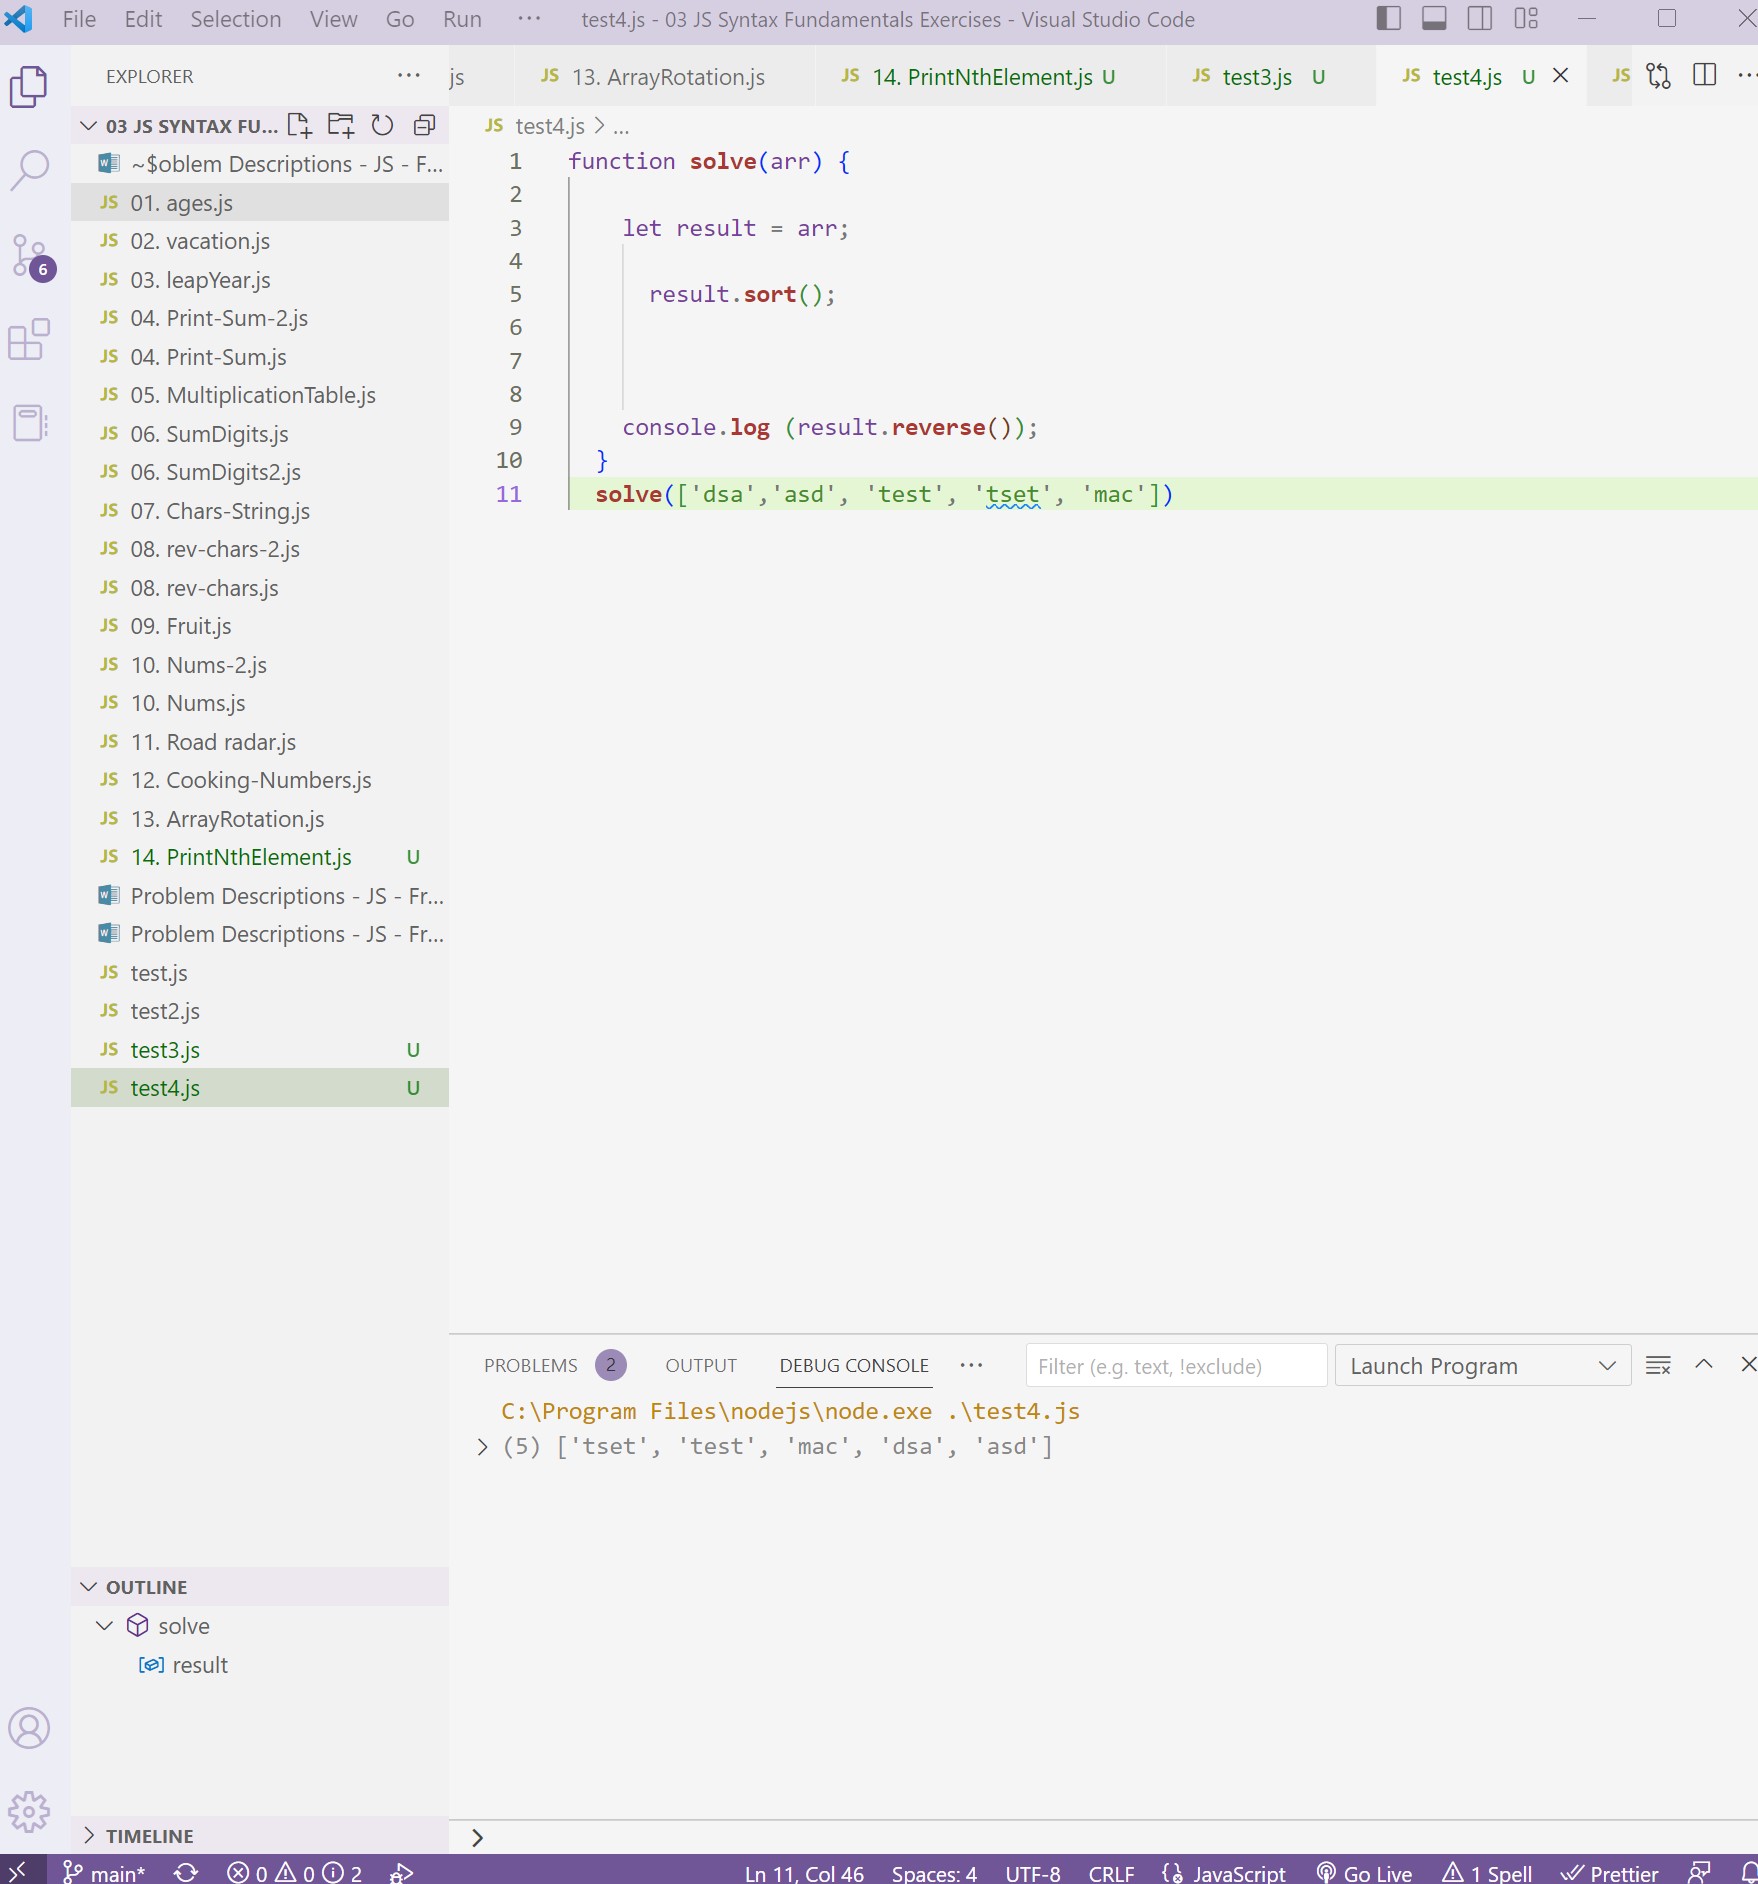 File Edit Selection View Go Run ··· test4.js - 03 JS Syntax Fundamentals Exercises - Visual Studio Code
EXPLORER ···
js JS 13. ArrayRotation.js JS 14. PrintNthElement.js U JS test3.js U JS test4.js U JS
03 JS SYNTAX FU...
~$oblem Descriptions - JS - F...
JS 01. ages.js
JS 02. vacation.js
JS 03. leapYear.js
JS 04. Print-Sum-2.js
JS 04. Print-Sum.js
JS 05. MultiplicationTable.js
JS 06. SumDigits.js
JS 06. SumDigits2.js
JS 07. Chars-String.js
JS 08. rev-chars-2.js
JS 08. rev-chars.js
JS 09. Fruit.js
JS 10. Nums-2.js
JS 10. Nums.js
JS 11. Road radar.js
JS 12. Cooking-Numbers.js
JS 13. ArrayRotation.js
JS 14. PrintNthElement.js U
Problem Descriptions - JS - Fr...
Problem Descriptions - JS - Fr...
JS test.js
JS test2.js
JS test3.js U
JS test4.js U
6
OUTLINE
solve
result
TIMELINE
JS test4.js > ...
1 function solve(arr) {
2
3 let result = arr;
4
5 result.sort();
6
7
8
9 console.log (result.reverse());
10 }
11 solve(['dsa','asd', 'test', 'tset', 'mac'])
PROBLEMS 2 OUTPUT DEBUG CONSOLE ··· Filter (e.g. text, !exclude) Launch Program
C:\Program Files\nodejs\node.exe .\test4.js
> (5) ['tset', 'test', 'mac', 'dsa', 'asd']
>
main* 0 0 2 Ln 11, Col 46 Spaces: 4 UTF-8 CRLF JavaScript Go Live 1 Spell Prettier